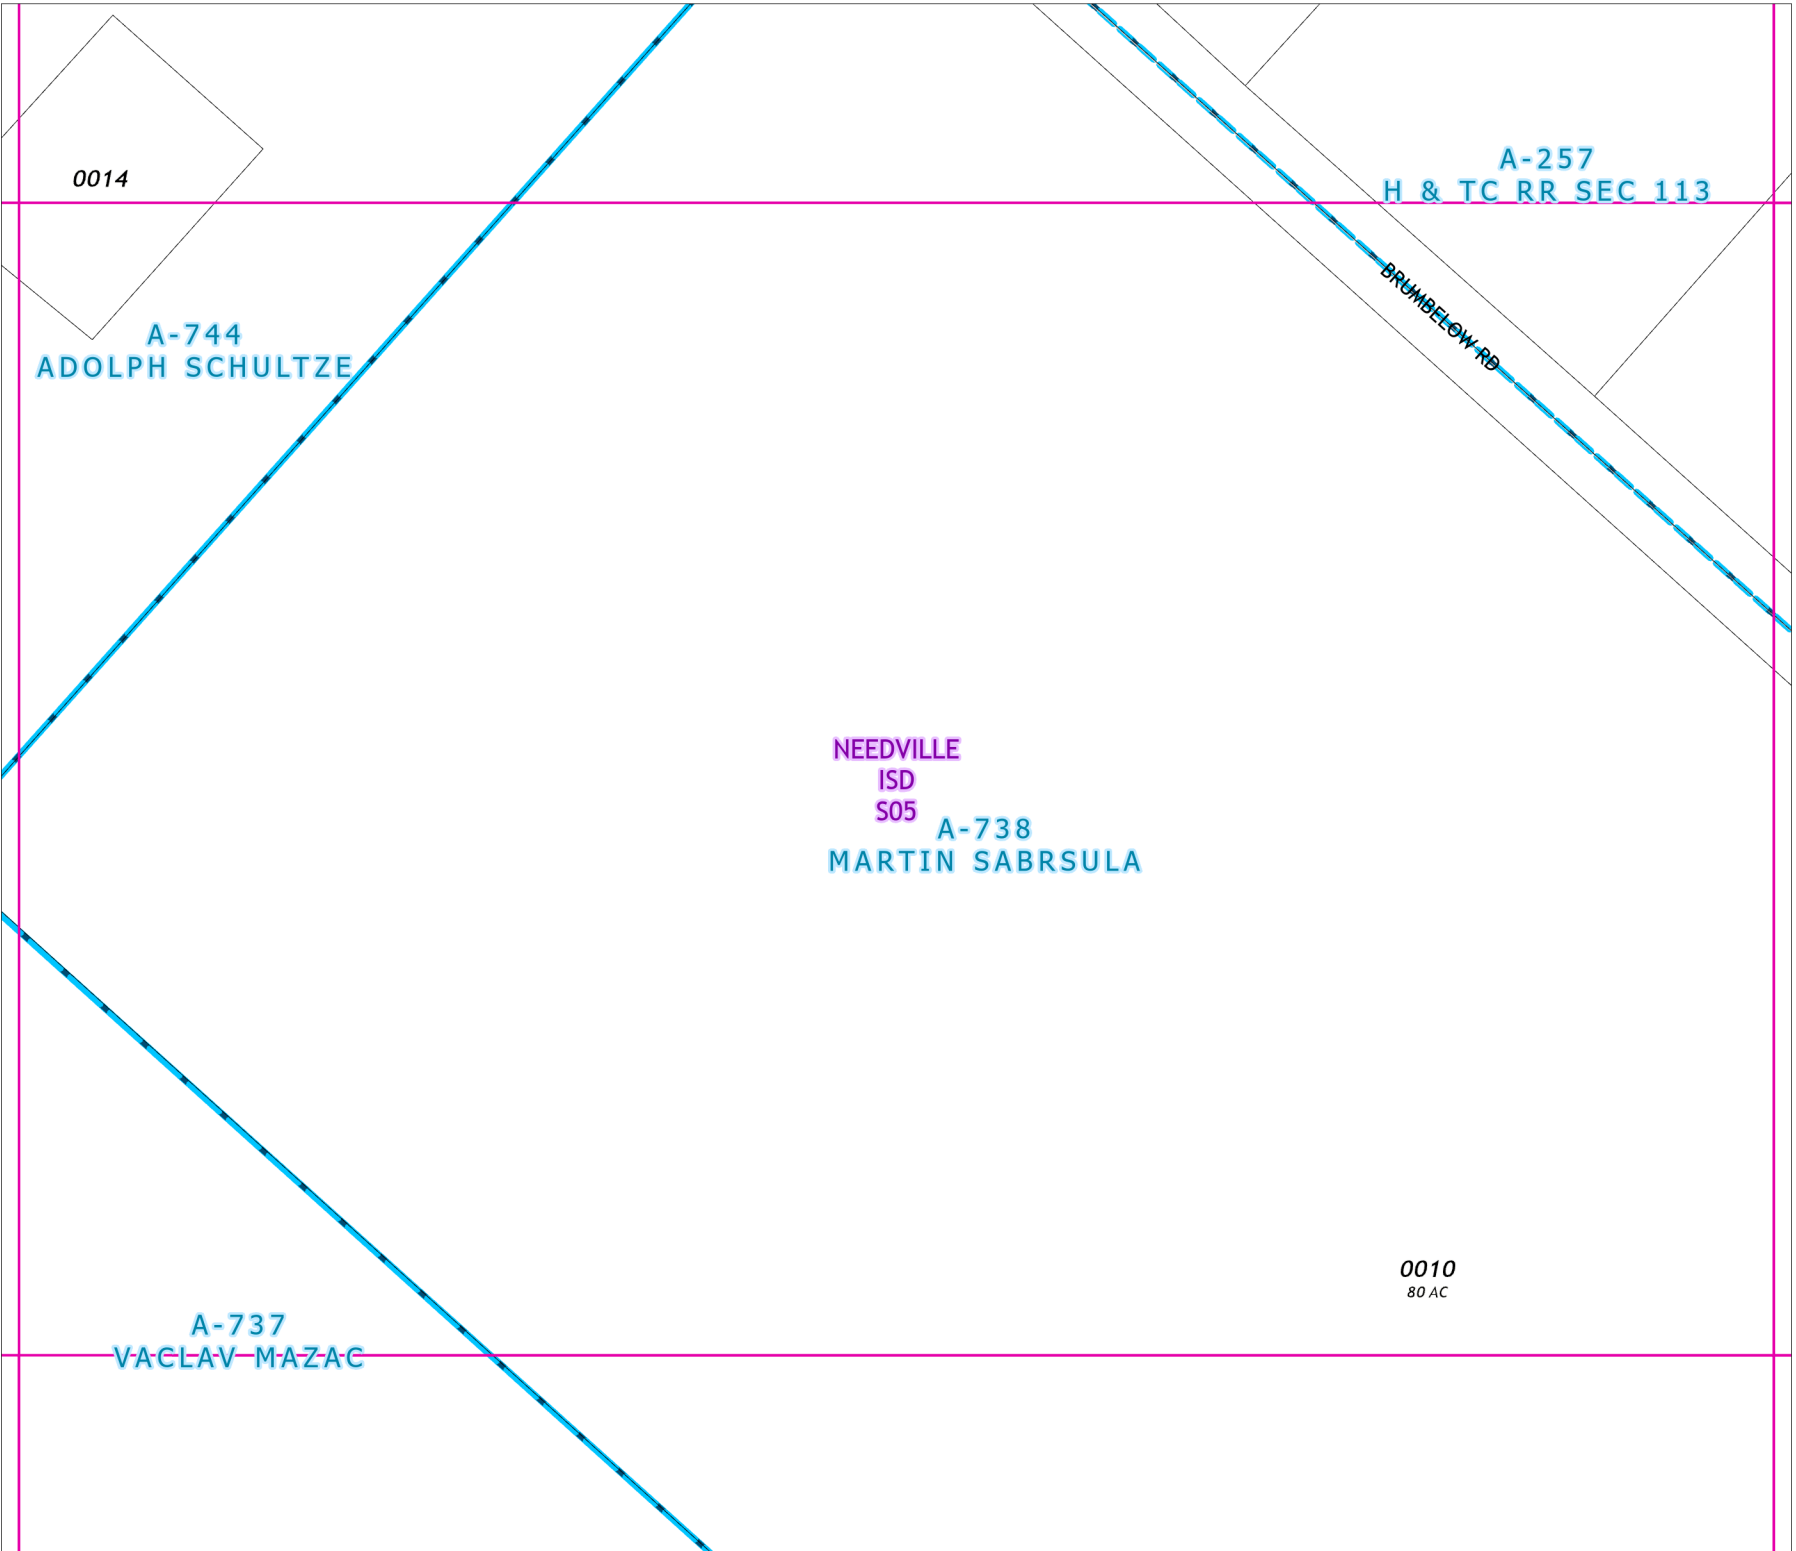 A-257
H & TC RR SEC 113
0014
BRUMBELOW RD
A-744
ADOLPH SCHULTZE
NEEDVILLE
ISD
S05
A-738
MARTIN SABRSULA
0010
80 AC
A-737
VACLAV MAZAC